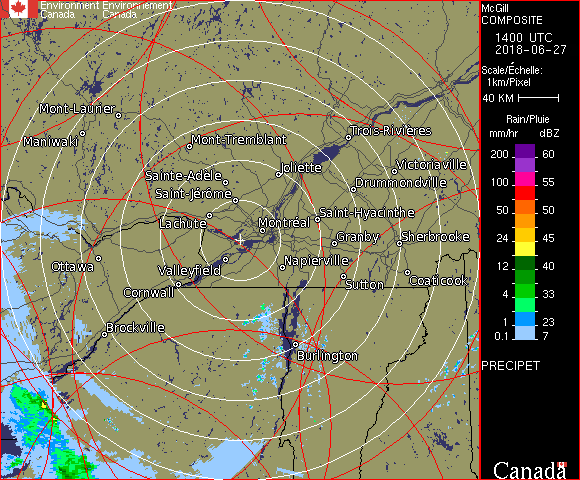 Environment Environnement
Canada Canada
McGill
COMPOSITE
1400 UTC
2018-06-27
Scale/Échelle:
1km/Pixel
40 KM
Rain/Pluie
mm/hr dBZ
200 60
100 55
50 50
24 45
12 40
4 33
1 23
0.1 7
PRECIPET
Canada
Mont-Laurier
Maniwaki
Mont-Tremblant
Trois-Rivières
Sainte-Adèle
Joliette
Victoriaville
Saint-Jérôme
Drummondville
Lachute
Montréal
Saint-Hyacinthe
Granby
Sherbrooke
Ottawa
Valleyfield
Napierville
Cornwall
Sutton
Coaticook
Brockville
Burlington